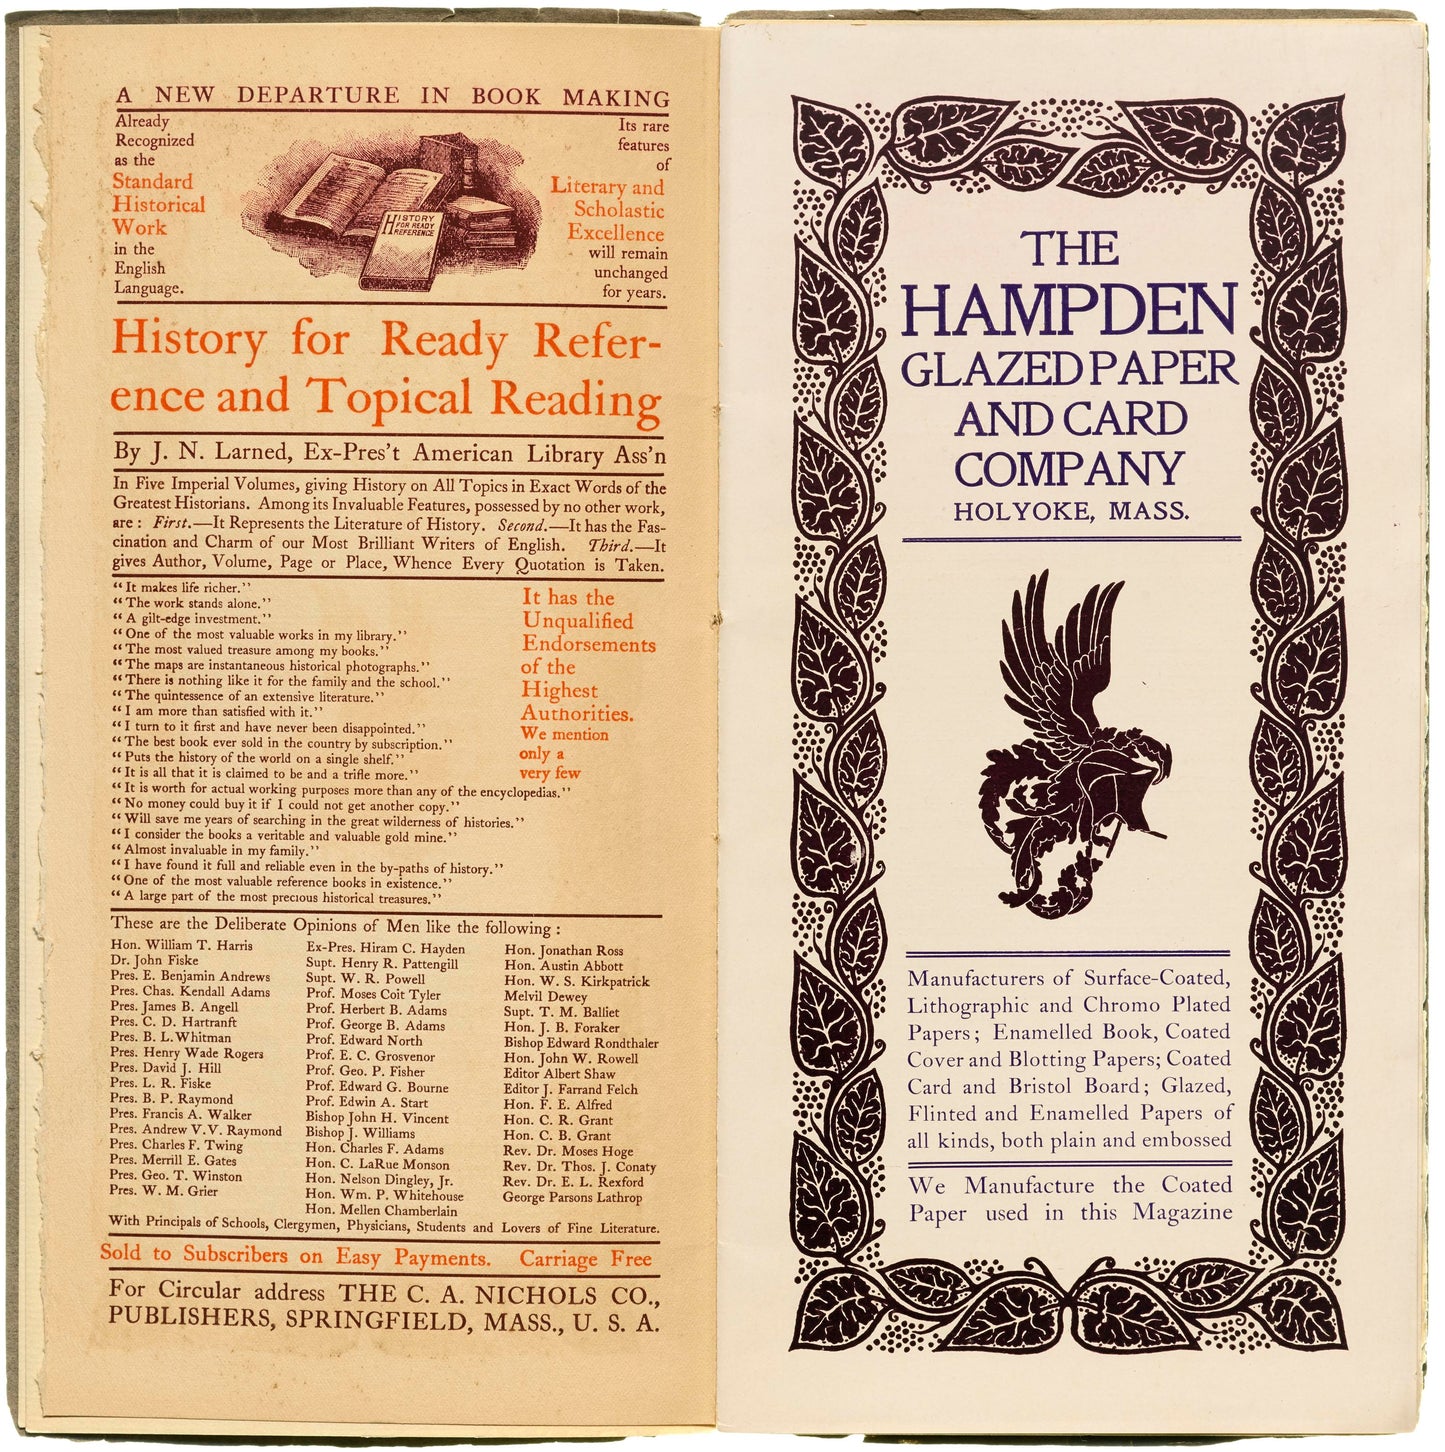 A NEW DEPARTURE IN BOOK MAKING
Already
Recognized
as the
Standard
Historical
Work
in the
English
Language.
HISTORY
FOR READY
REFERENCE
Its rare
features
of
Literary and
Scholastic
Excellence
will remain
unchanged
for years.
History for Ready Refer-
ence and Topical Reading
By J. N. Larned, Ex-Pres't American Library Ass'n
In Five Imperial Volumes, giving History on All Topics in Exact Words of the
Greatest Historians. Among its Invaluable Features, possessed by no other work,
are: First.—It Represents the Literature of History. Second.—It has the Fas-
cination and Charm of our Most Brilliant Writers of English. Third.—It
gives Author, Volume, Page or Place, Whence Every Quotation is Taken.
"It makes life richer."
"The work stands alone."
"A gilt-edge investment."
"One of the most valuable works in my library."
"The most valued treasure among my books."
"The maps are instantaneous historical photographs."
"There is nothing like it for the family and the school."
"The quintessence of an extensive literature."
"I am more than satisfied with it."
"I turn to it first and have never been disappointed."
"The best book ever sold in the country by subscription."
"Puts the history of the world on a single shelf."
"It is all that it is claimed to be and a trifle more."
"It is worth for actual working purposes more than any of the encyclopedias."
"No money could buy it if I could not get another copy."
"Will save me years of searching in the great wilderness of histories."
"I consider the books a veritable and valuable gold mine."
"Almost invaluable in my family."
"I have found it full and reliable even in the by-paths of history."
"One of the most valuable reference books in existence."
"A large part of the most precious historical treasures."
It has the
Unqualified
Endorsements
of the
Highest
Authorities.
We mention
only a
very few
These are the Deliberate Opinions of Men like the following:
Hon. William T. Harris
Dr. John Fiske
Pres. E. Benjamin Andrews
Pres. Chas. Kendall Adams
Pres. James B. Angell
Pres. C. D. Hartranft
Pres. B. L. Whitman
Pres. Henry Wade Rogers
Pres. David J. Hill
Pres. L. R. Fiske
Pres. B. P. Raymond
Pres. Francis A. Walker
Pres. Andrew V.V. Raymond
Pres. Charles F. Twing
Pres. Merrill E. Gates
Pres. Geo. T. Winston
Pres. W. M. Grier
Ex-Pres. Hiram C. Hayden
Supt. Henry R. Pattengill
Supt. W. R. Powell
Prof. Moses Coit Tyler
Prof. Herbert B. Adams
Prof. George B. Adams
Prof. Edward North
Prof. E. C. Grosvenor
Prof. Geo. P. Fisher
Prof. Edward G. Bourne
Prof. Edwin A. Start
Bishop John H. Vincent
Bishop J. Williams
Hon. Charles F. Adams
Hon. C. LaRue Monson
Hon. Nelson Dingley, Jr.
Hon. Wm. P. Whitehouse
Hon. Mellen Chamberlain
Hon. Jonathan Ross
Hon. Austin Abbott
Hon. W. S. Kirkpatrick
Melvil Dewey
Supt. T. M. Balliet
Hon. J. B. Foraker
Bishop Edward Rondthaler
Hon. John W. Rowell
Editor Albert Shaw
Editor J. Farrand Felch
Hon. F. E. Alfred
Hon. C. R. Grant
Hon. C. B. Grant
Rev. Dr. Moses Hoge
Rev. Dr. Thos. J. Conaty
Rev. Dr. E. L. Rexford
George Parsons Lathrop
With Principals of Schools, Clergymen, Physicians, Students and Lovers of Fine Literature.
Sold to Subscribers on Easy Payments. Carriage Free
For Circular address THE C. A. NICHOLS CO.,
PUBLISHERS, SPRINGFIELD, MASS., U. S. A.
THE
HAMPDEN
GLAZED PAPER
AND CARD
COMPANY
HOLYOKE, MASS.
Manufacturers of Surface-Coated,
Lithographic and Chromo Plated
Papers; Enamelled Book, Coated
Cover and Blotting Papers; Coated
Card and Bristol Board; Glazed,
Flinted and Enamelled Papers of
all kinds, both plain and embossed
We Manufacture the Coated
Paper used in this Magazine